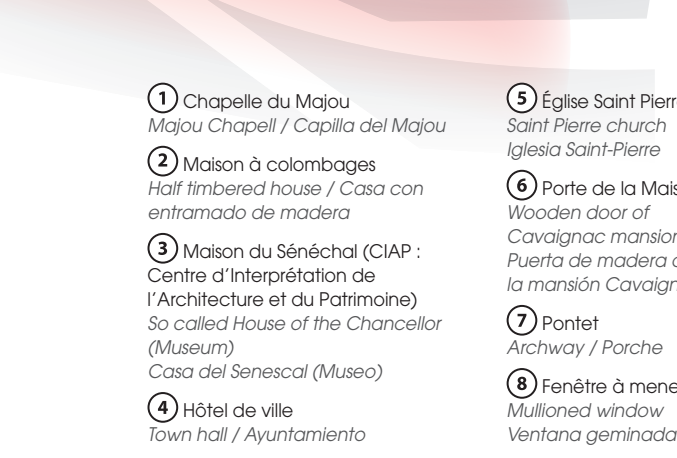 1 Chapelle du Majou
Majou Chapell / Capilla del Majou
2 Maison à colombages
Half timbered house / Casa con
entramado de madera
3 Maison du Sénéchal (CIAP :
Centre d’Interprétation de
l’Architecture et du Patrimoine)
So called House of the Chancellor
(Museum)
Casa del Senescal (Museo)
4 Hôtel de ville
Town hall / Ayuntamiento
5 Église Saint
Saint Pierre church
Iglesia Saint-Pierre
6 Porte de la
Wooden door of
Cavaignac mansion
Puerta de madera
la mansión
7 Pontet
Archway / Porche
8 Fenêtre à
Mullioned window
Ventana geminada